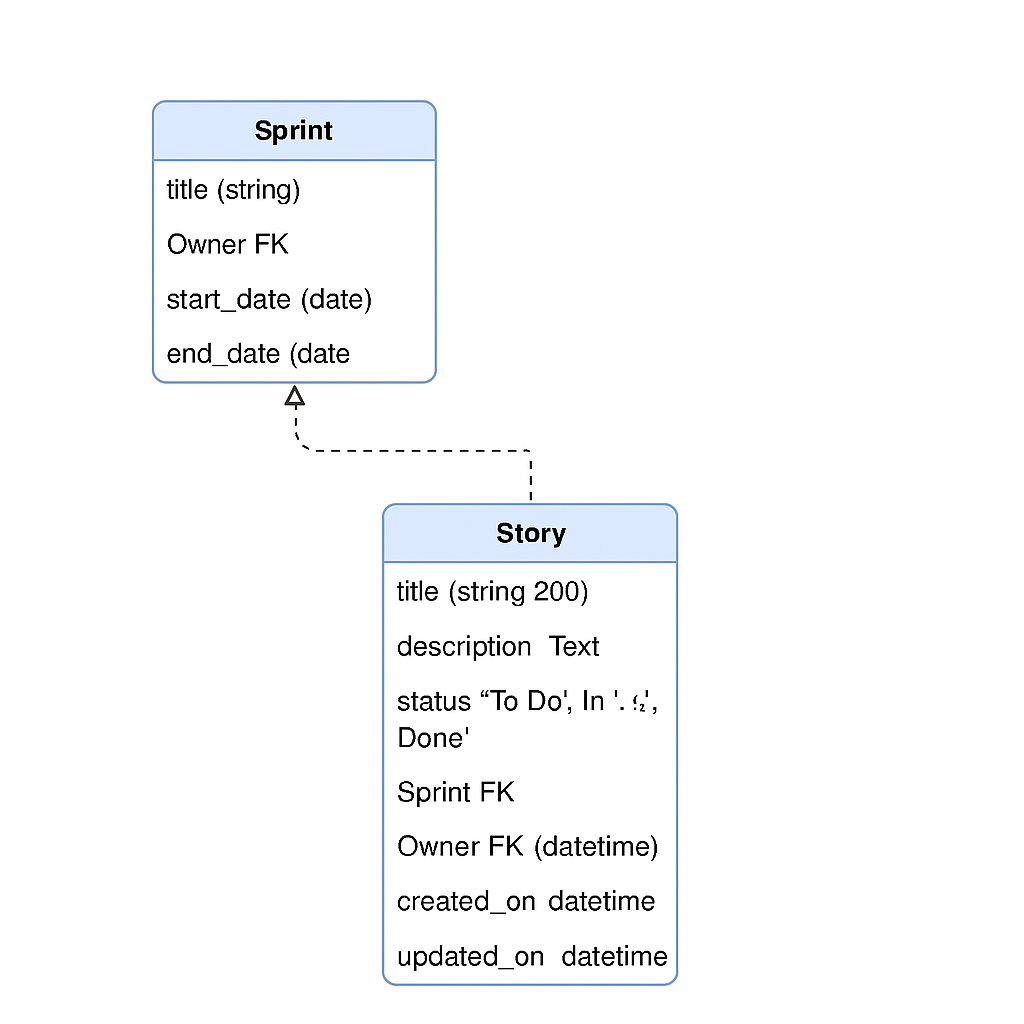 Sprint
title (string)
Owner FK
start_date (date)
end_date (date
Story
title (string 200)
description Text
status “To Do', In '.
Done'
Sprint FK
Owner FK (datetime)
created_on datetime
updated_on datetime